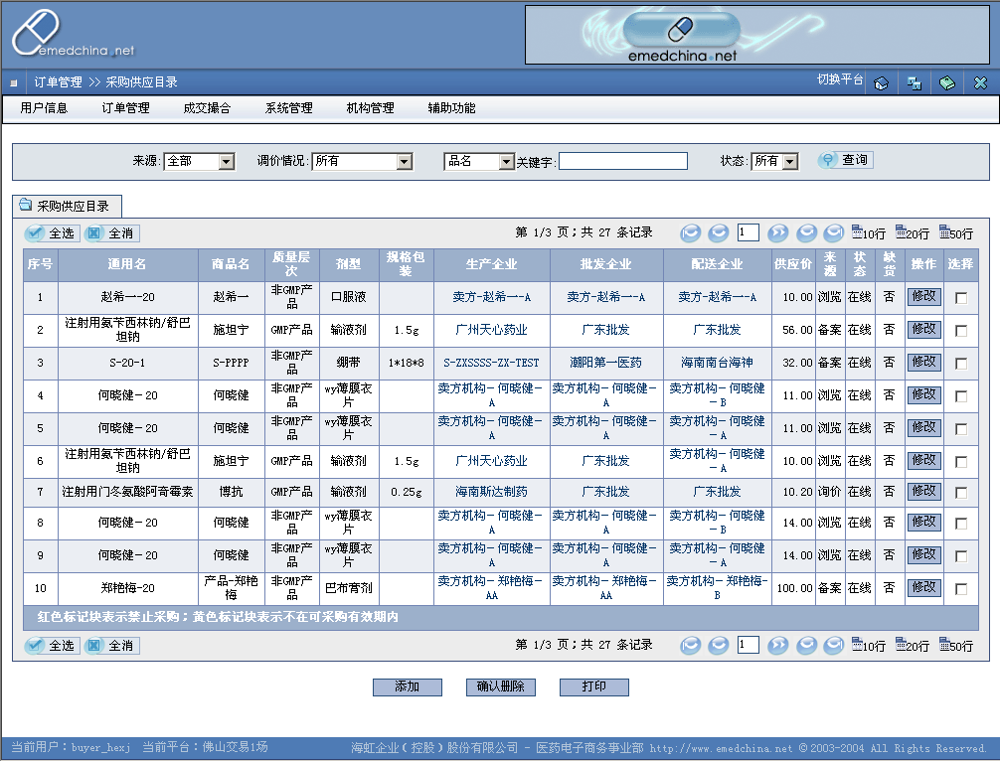 emedchina.net
emedchina.net
订单管理 >> 采购供应目录 切换平台
用户信息 订单管理 成交撮合 系统管理 机构管理 辅助功能
来源: 全部 调价情况: 所有 品名 关键字: 状态: 所有 查询
采购供应目录
全选 全消 第 1/3 页；共 27 条记录 1 10行 20行 50行
序号 通用名 商品名 质量层次 剂型 规格包装 生产企业 批发企业 配送企业 供应价 来源 状态 缺货 操作 选择
1 赵希一-20 赵希一 非GMP产品 口服液 卖方-赵希一-A 卖方-赵希一-A 卖方-赵希一-A 10.00 浏览 在线 否 修改
2 注射用氨苄西林钠/舒巴坦钠 施坦宁 GMP产品 输液剂 1.5g 广州天心药业 广东批发 广东批发 56.00 备案 在线 否 修改
3 S-20-1 S-PPPP 非GMP产品 绷带 1*18*8 S-ZXSSSS-ZX-TEST 潮阳第一医药 海南南台海神 32.00 备案 在线 否 修改
4 何晓健－20 何晓健 非GMP产品 wy薄膜衣片 卖方机构－何晓健－A 卖方机构－何晓健－A 卖方机构－何晓健－B 11.00 浏览 在线 否 修改
5 何晓健－20 何晓健 非GMP产品 wy薄膜衣片 卖方机构－何晓健－A 卖方机构－何晓健－A 卖方机构－何晓健－A 11.00 浏览 在线 否 修改
6 注射用氨苄西林钠/舒巴坦钠 施坦宁 GMP产品 输液剂 1.5g 广州天心药业 广东批发 卖方机构－何晓健－A 10.00 浏览 在线 否 修改
7 注射用门冬氨酸阿奇霉素 博抗 GMP产品 输液剂 0.25g 海南斯达制药 广东批发 广东批发 10.20 询价 在线 否 修改
8 何晓健－20 何晓健 非GMP产品 wy薄膜衣片 卖方机构－何晓健－A 卖方机构－何晓健－A 卖方机构－何晓健－B 14.00 浏览 在线 否 修改
9 何晓健－20 何晓健 非GMP产品 wy薄膜衣片 卖方机构－何晓健－A 卖方机构－何晓健－A 卖方机构－何晓健－A 14.00 浏览 在线 否 修改
10 郑艳梅-20 产品-郑艳梅 非GMP产品 巴布膏剂 卖方机构－郑艳梅－AA 卖方机构－郑艳梅－AA 卖方机构－郑艳梅-B 100.00 备案 在线 否 修改
红色标记块表示禁止采购；黄色标记块表示不在可采购有效期内
全选 全消 第 1/3 页；共 27 条记录 1 10行 20行 50行
添加 确认删除 打印
当前用户：buyer_hexj 当前平台：佛山交易1场 海虹企业（控股）股份有限公司 - 医药电子商务事业部 http://www.emedchina.net ©2003-2004 All Rights Reserved.